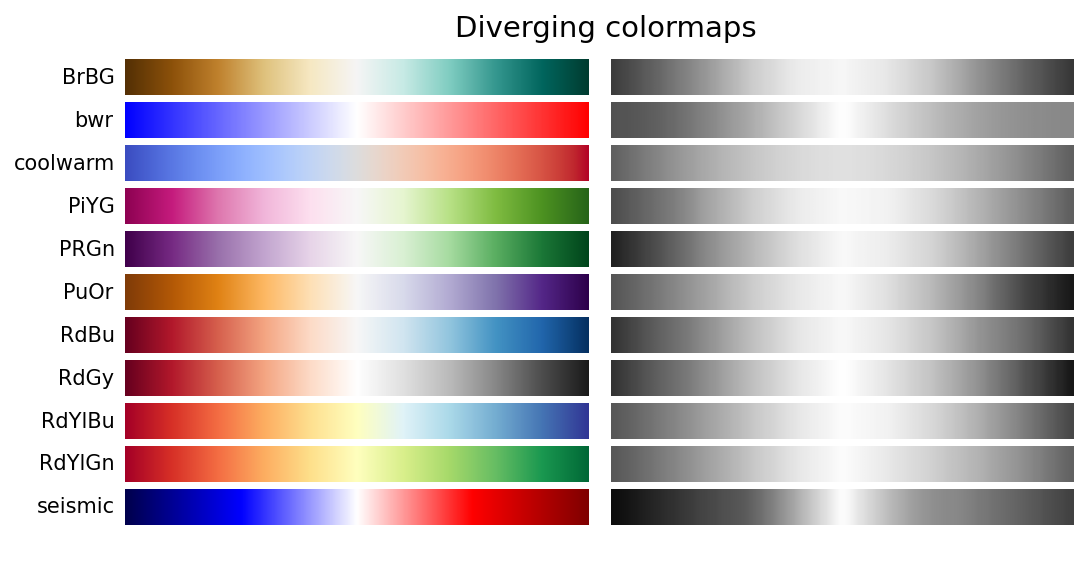 Diverging colormaps
BrBG
bwr
coolwarm
PiYG
PRGn
PuOr
RdBu
RdGy
RdYlBu
RdYlGn
seismic